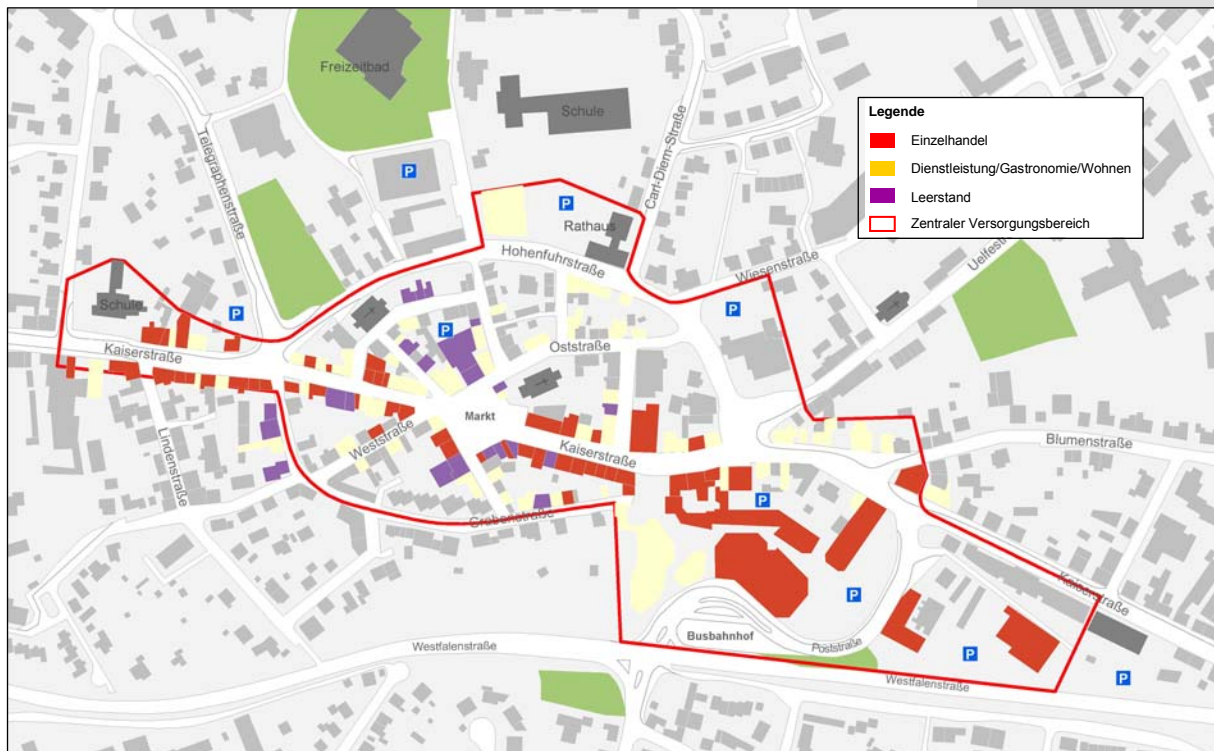 Freizeitbad
Schule
Telegraphenstraße
Carl-Diem-Straße
Legende
Einzelhandel
Dienstleistung/Gastronomie/Wohnen
Leerstand
Zentraler Versorgungsbereich
P
P
Rathaus
Hohenfuhrstraße
Wiesenstraße
Schule
P
P
P
Kaiserstraße
Oststraße
Markt
Weststraße
Lindenstraße
Kaiserstraße
Blumenstraße
P
Grabenstraße
P
Kaiserstraße
Busbahnhof
Poststraße
Westfalenstraße
P
Westfalenstraße
P